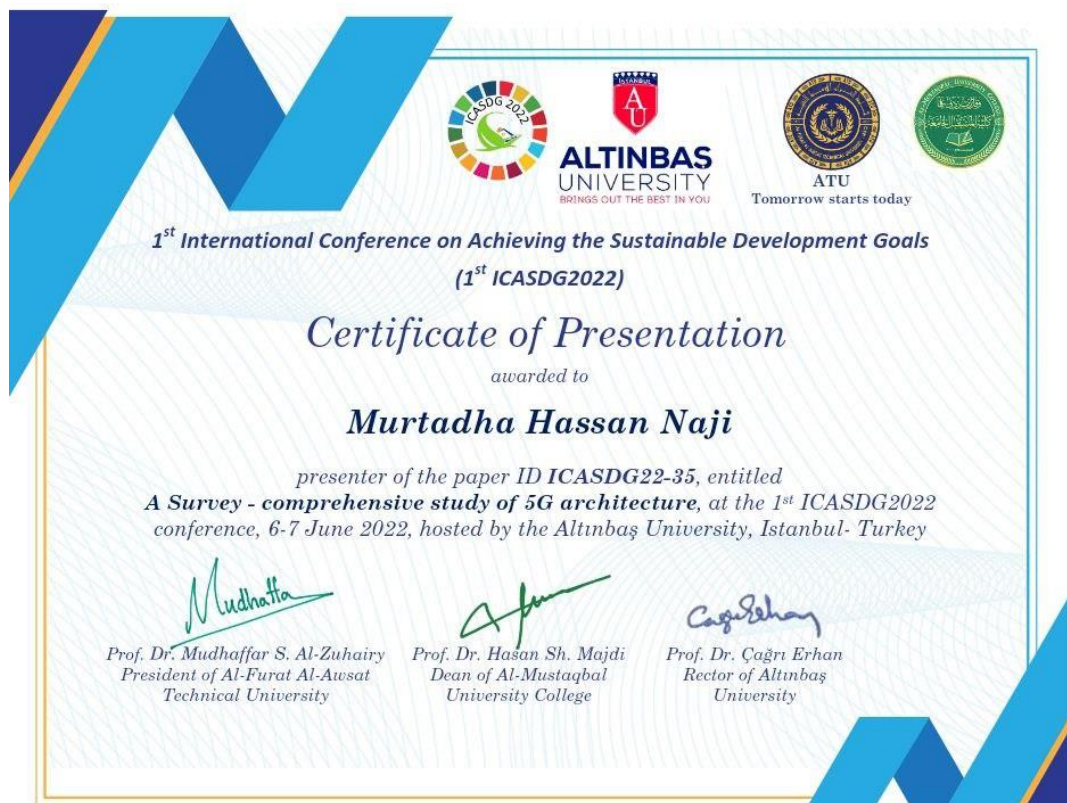 ICASDG 2022
ISTANBUL
AU
ALTINBAS
UNIVERSITY
BRINGS OUT THE BEST IN YOU
ATU
Tomorrow starts today
1st International Conference on Achieving the Sustainable Development Goals
(1st ICASDG2022)
Certificate of Presentation
awarded to
Murtadha Hassan Naji
presenter of the paper ID ICASDG22-35, entitled
A Survey - comprehensive study of 5G architecture, at the 1st ICASDG2022
conference, 6-7 June 2022, hosted by the Altınbaş University, Istanbul- Turkey
Mudhaffa
Prof. Dr. Mudhaffar S. Al-Zuhairy
President of Al-Furat Al-Awsat
Technical University
Prof. Dr. Hasan Sh. Majdi
Dean of Al-Mustaqbal
University College
Prof. Dr. Çağrı Erhan
Rector of Altınbaş
University